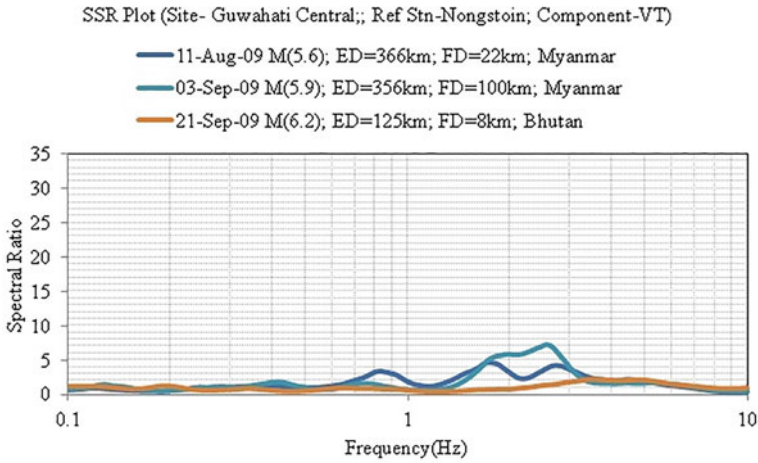 SSR Plot (Site- Guwahati Central;; Ref Stn-Nongstoin; Component-VT)
11-Aug-09 M(5.6); ED=366km; FD=22km; Myanmar
03-Sep-09 M(5.9); ED=356km; FD=100km; Myanmar
21-Sep-09 M(6.2); ED=125km; FD=8km; Bhutan
35
30
25
20
15
10
5
0
Spectral Ratio
0.1
1
10
Frequency(Hz)